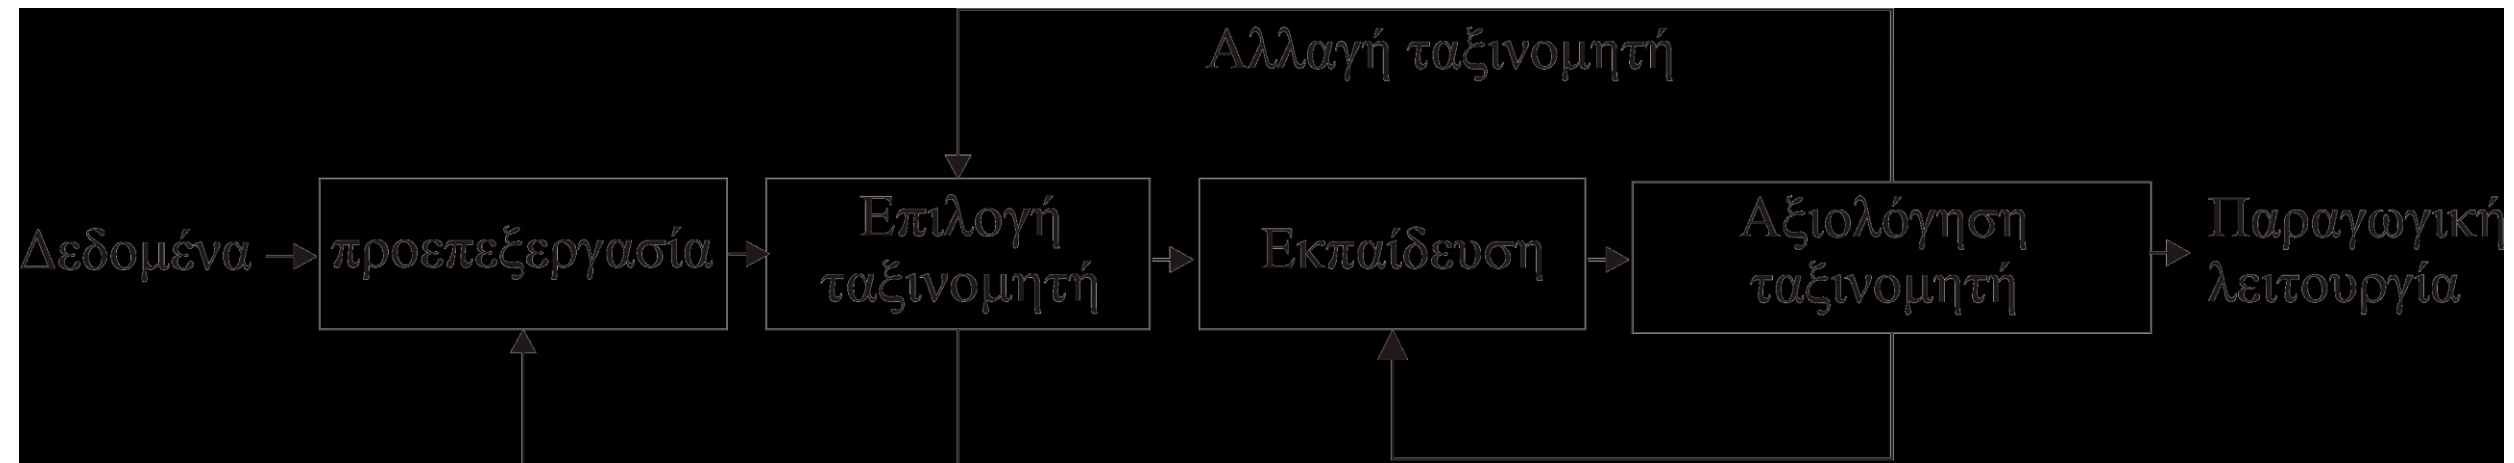 Αλλαγή ταξινομητή
Δεδομένα
προεπεξεργασία
Επιλογή
ταξινομητή
Εκπαίδευση
Αξιολόγηση
ταξινομητή
Παραγωγική
λειτουργία